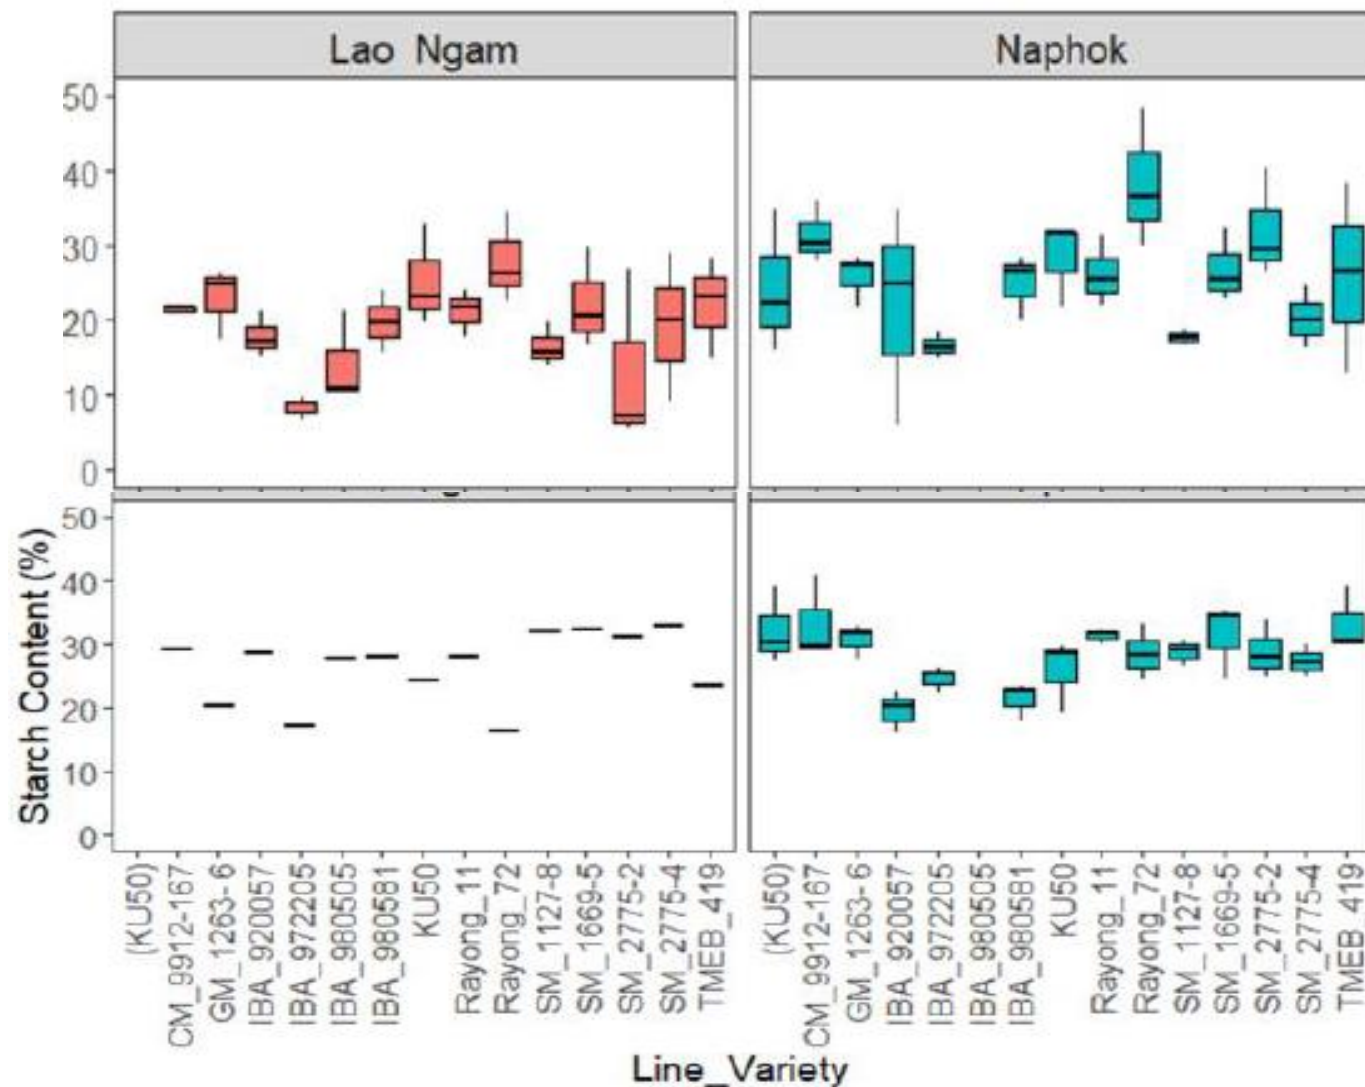 Lao Ngam
Naphok
50
40
30
20
10
0
Starch Content (%)
50
40
30
20
10
0
(KU50)
CM_9912-167
GM_1263-6
IBA_920057
IBA_972205
IBA_980505
IBA_980581
KU50
Rayong_11
Rayong_72
SM_1127-8
SM_1669-5
SM_2775-2
SM_2775-4
TMEB_419
(KU50)
CM_9912-167
GM_1263-6
IBA_920057
IBA_972205
IBA_980505
IBA_980581
KU50
Rayong_11
Rayong_72
SM_1127-8
SM_1669-5
SM_2775-2
SM_2775-4
TMEB_419
Line_Variety